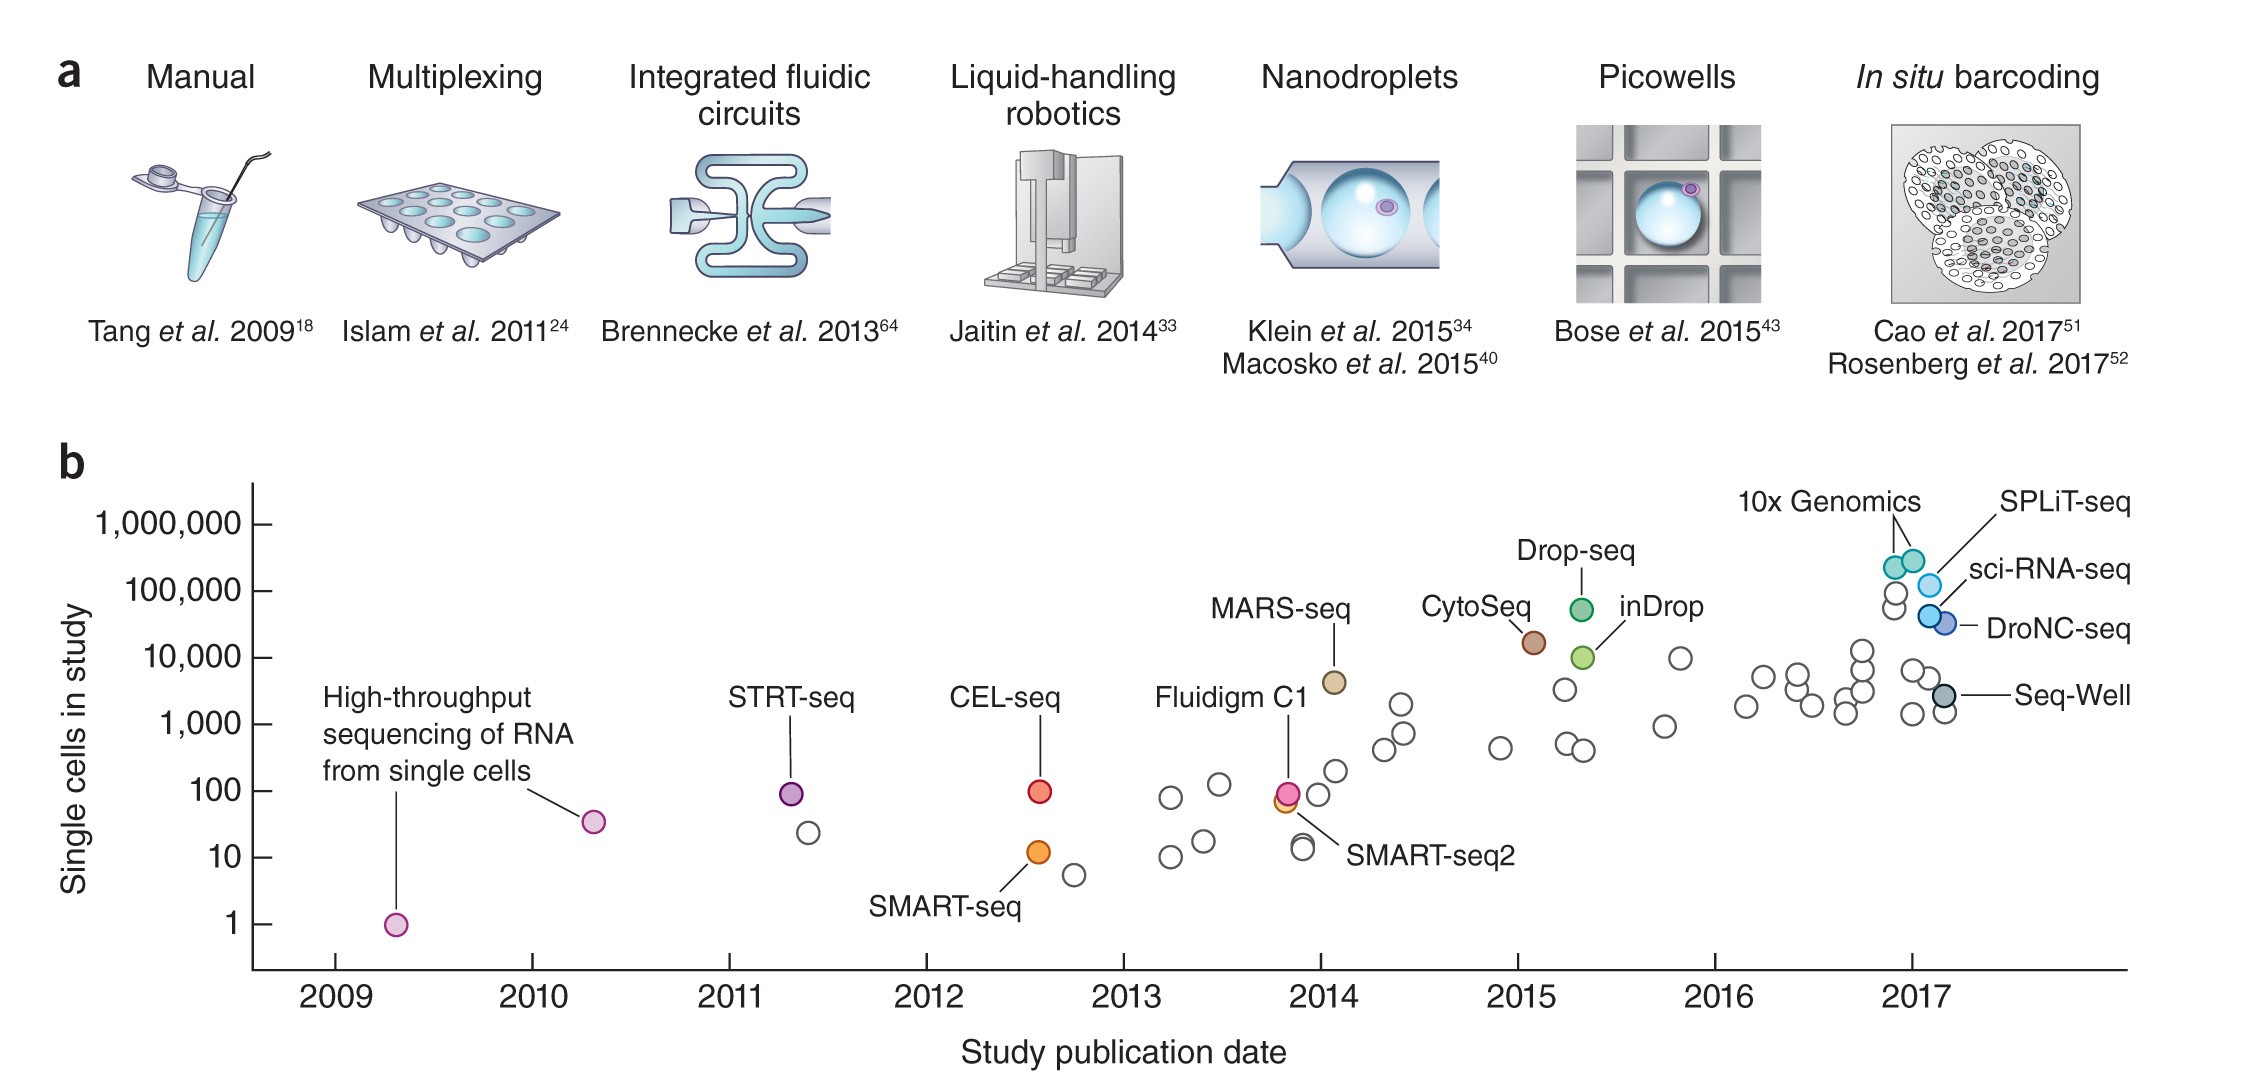 a
Manual
Multiplexing
Integrated fluidic
circuits
Liquid-handling
robotics
Nanodroplets
Picowells
In situ barcoding
Tang et al. 2009¹⁸
Islam et al. 2011²⁴
Brennecke et al. 2013⁶⁴
Jaitin et al. 2014³³
Klein et al. 2015³⁴
Macosko et al. 2015⁴⁰
Bose et al. 2015⁴³
Cao et al. 2017⁵¹
Rosenberg et al. 2017⁵²
b
Single cells in study
1,000,000
100,000
10,000
1,000
100
10
1
High-throughput
sequencing of RNA
from single cells
STRT-seq
CEL-seq
SMART-seq
Fluidigm C1
SMART-seq2
MARS-seq
CytoSeq
Drop-seq
inDrop
10x Genomics
SPLiT-seq
sci-RNA-seq
DroNC-seq
Seq-Well
2009
2010
2011
2012
2013
2014
2015
2016
2017
Study publication date